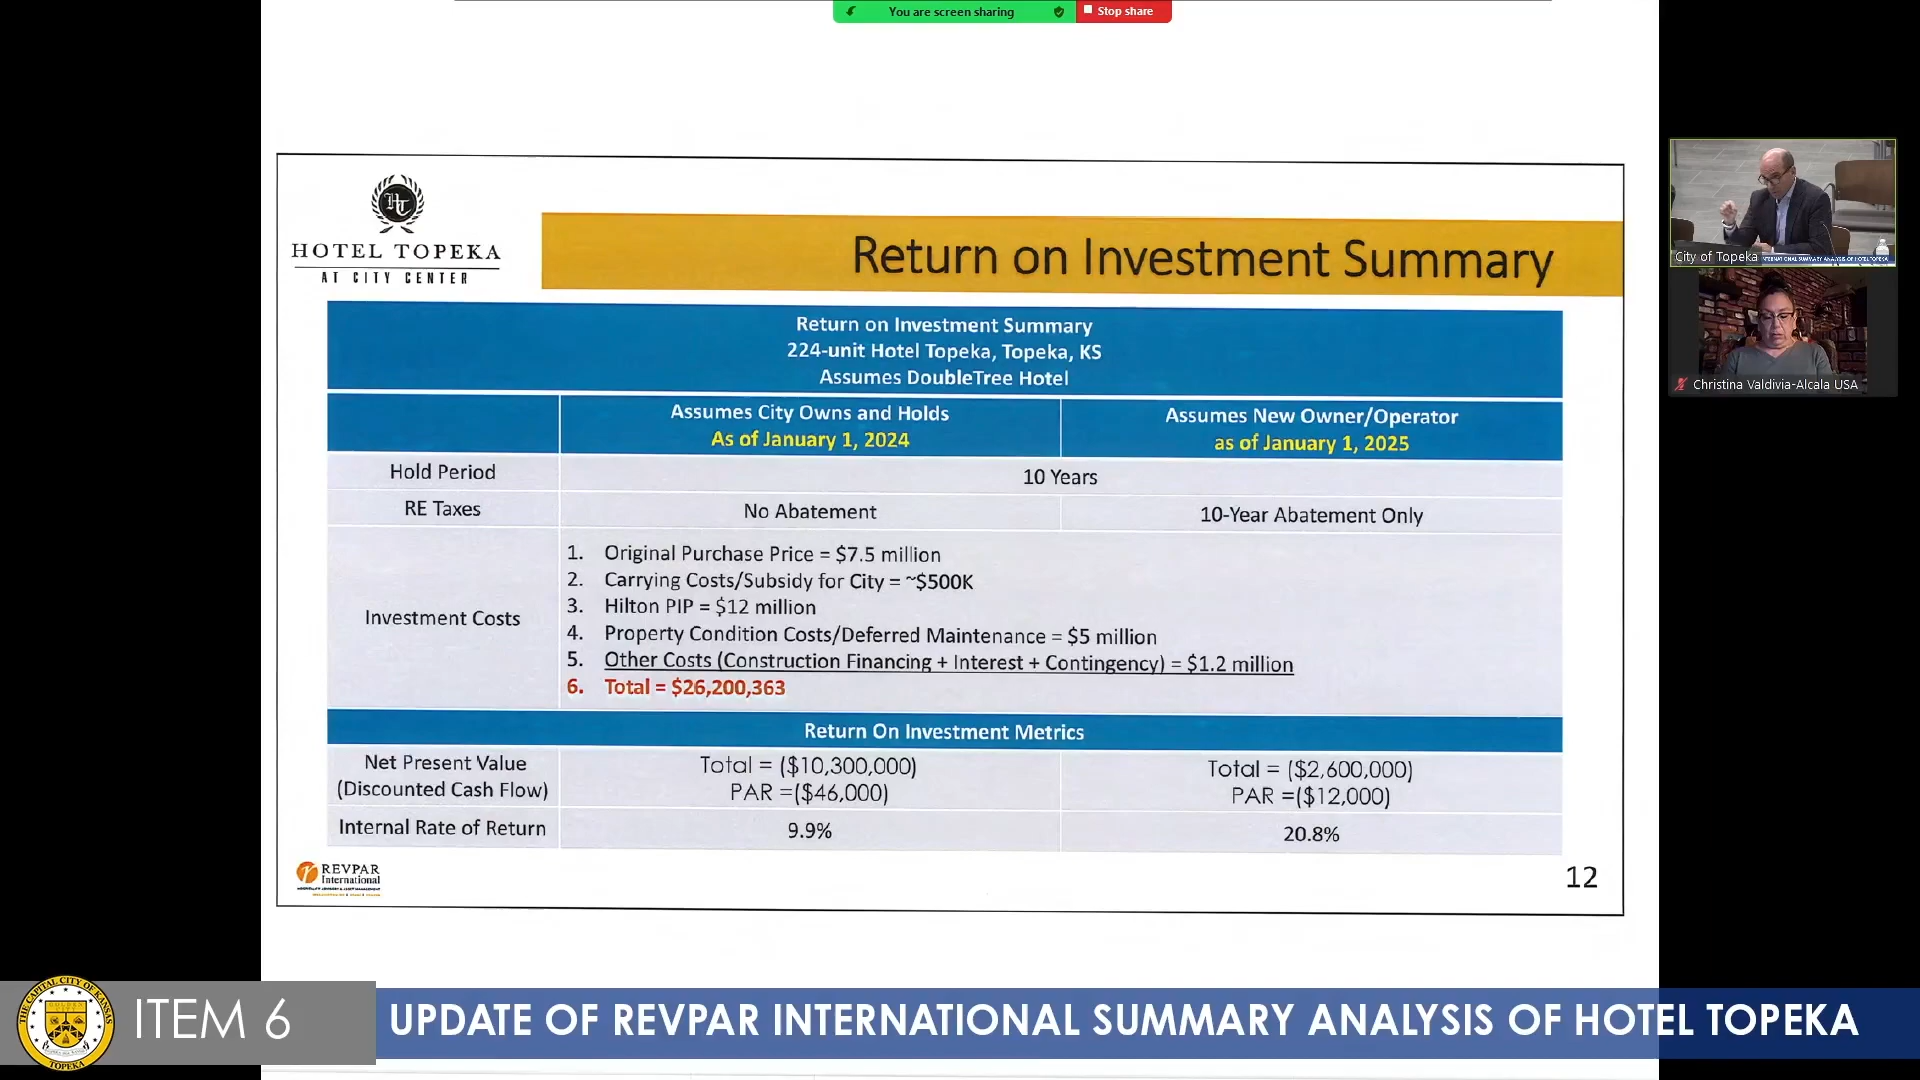 You are screen sharing
Stop share
HT
HOTEL TOPEKA
AT CITY CENTER
Return on Investment Summary
Return on Investment Summary
224-unit Hotel Topeka, Topeka, KS
Assumes DoubleTree Hotel
Assumes City Owns and Holds
As of January 1, 2024
Assumes New Owner/Operator
as of January 1, 2025
Hold Period
10 Years
RE Taxes
No Abatement
10-Year Abatement Only
Investment Costs
1. Original Purchase Price = $7.5 million
2. Carrying Costs/Subsidy for City = ~$500K
3. Hilton PIP = $12 million
4. Property Condition Costs/Deferred Maintenance = $5 million
5. Other Costs (Construction Financing + Interest + Contingency) = $1.2 million
6. Total = $26,200,363
Return On Investment Metrics
Net Present Value
(Discounted Cash Flow)
Total = ($10,300,000)
PAR =($46,000)
Total = ($2,600,000)
PAR =($12,000)
Internal Rate of Return
9.9%
20.8%
REVPAR
International
12
City of Topeka
Christina Valdivia-Alcala USA
THE CAPITAL CITY OF KANSAS
TOPEKA
ITEM 6
UPDATE OF REVPAR INTERNATIONAL SUMMARY ANALYSIS OF HOTEL TOPEKA